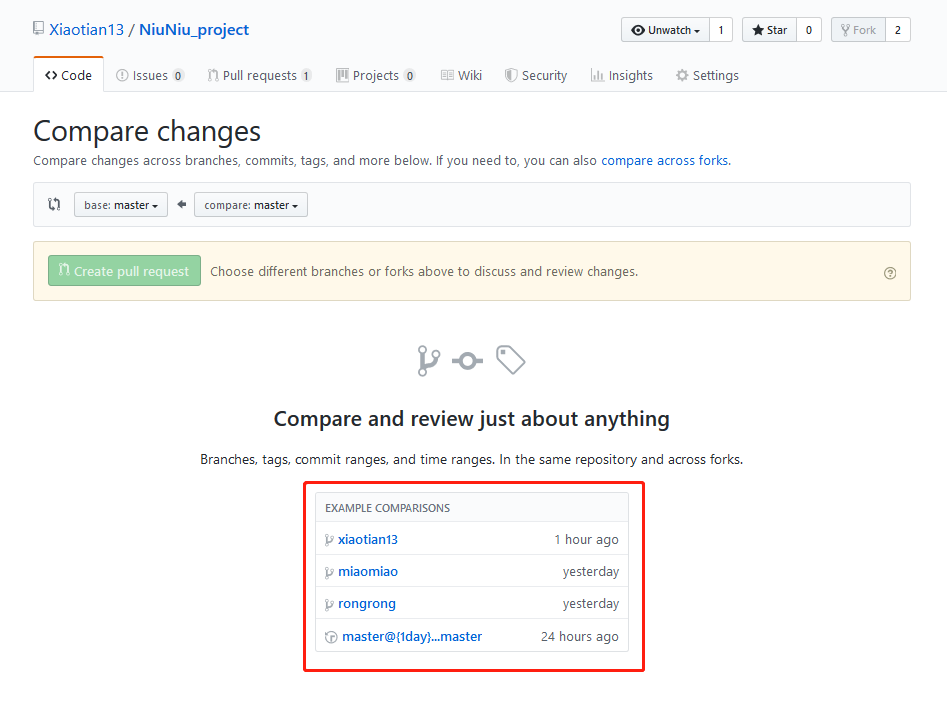 Xiaotian13 / NiuNiu_project
Unwatch 1 Star 0 Fork 2
Code Issues 0 Pull requests 1 Projects 0 Wiki Security Insights Settings
Compare changes
Compare changes across branches, commits, tags, and more below. If you need to, you can also compare across forks.
base: master compare: master
Create pull request Choose different branches or forks above to discuss and review changes.
Compare and review just about anything
Branches, tags, commit ranges, and time ranges. In the same repository and across forks.
EXAMPLE COMPARISONS
xiaotian13 1 hour ago
miaomiao yesterday
rongrong yesterday
master@{1day}...master 24 hours ago